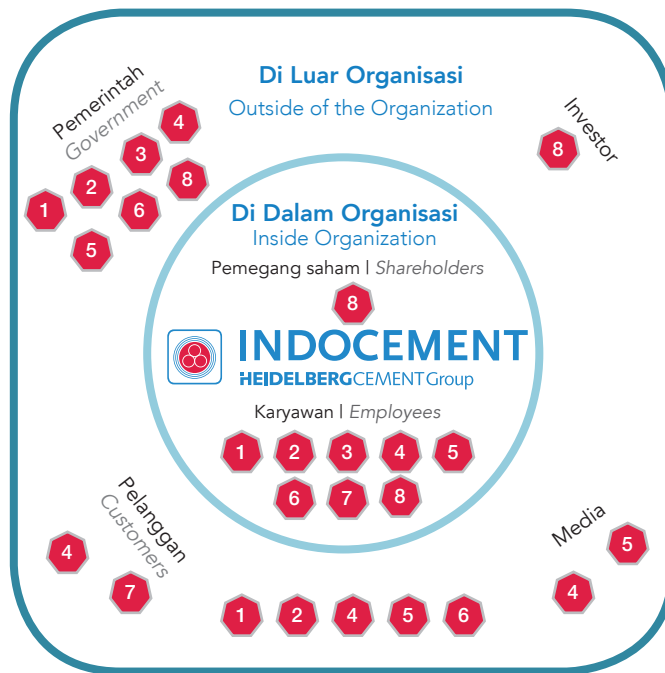 Di Luar Organisasi
Outside of the Organization
Pemerintah
Government
4
3
2
8
1
6
5
Investor
8
Di Dalam Organisasi
Inside Organization
Pemegang saham | Shareholders
8
INDOCEMENT
HEIDELBERGCEMENT Group
Karyawan | Employees
1 2 3 4 5
6 7 8
Pelanggan
Customers
4
7
1 2 4 5 6
Media
5
4